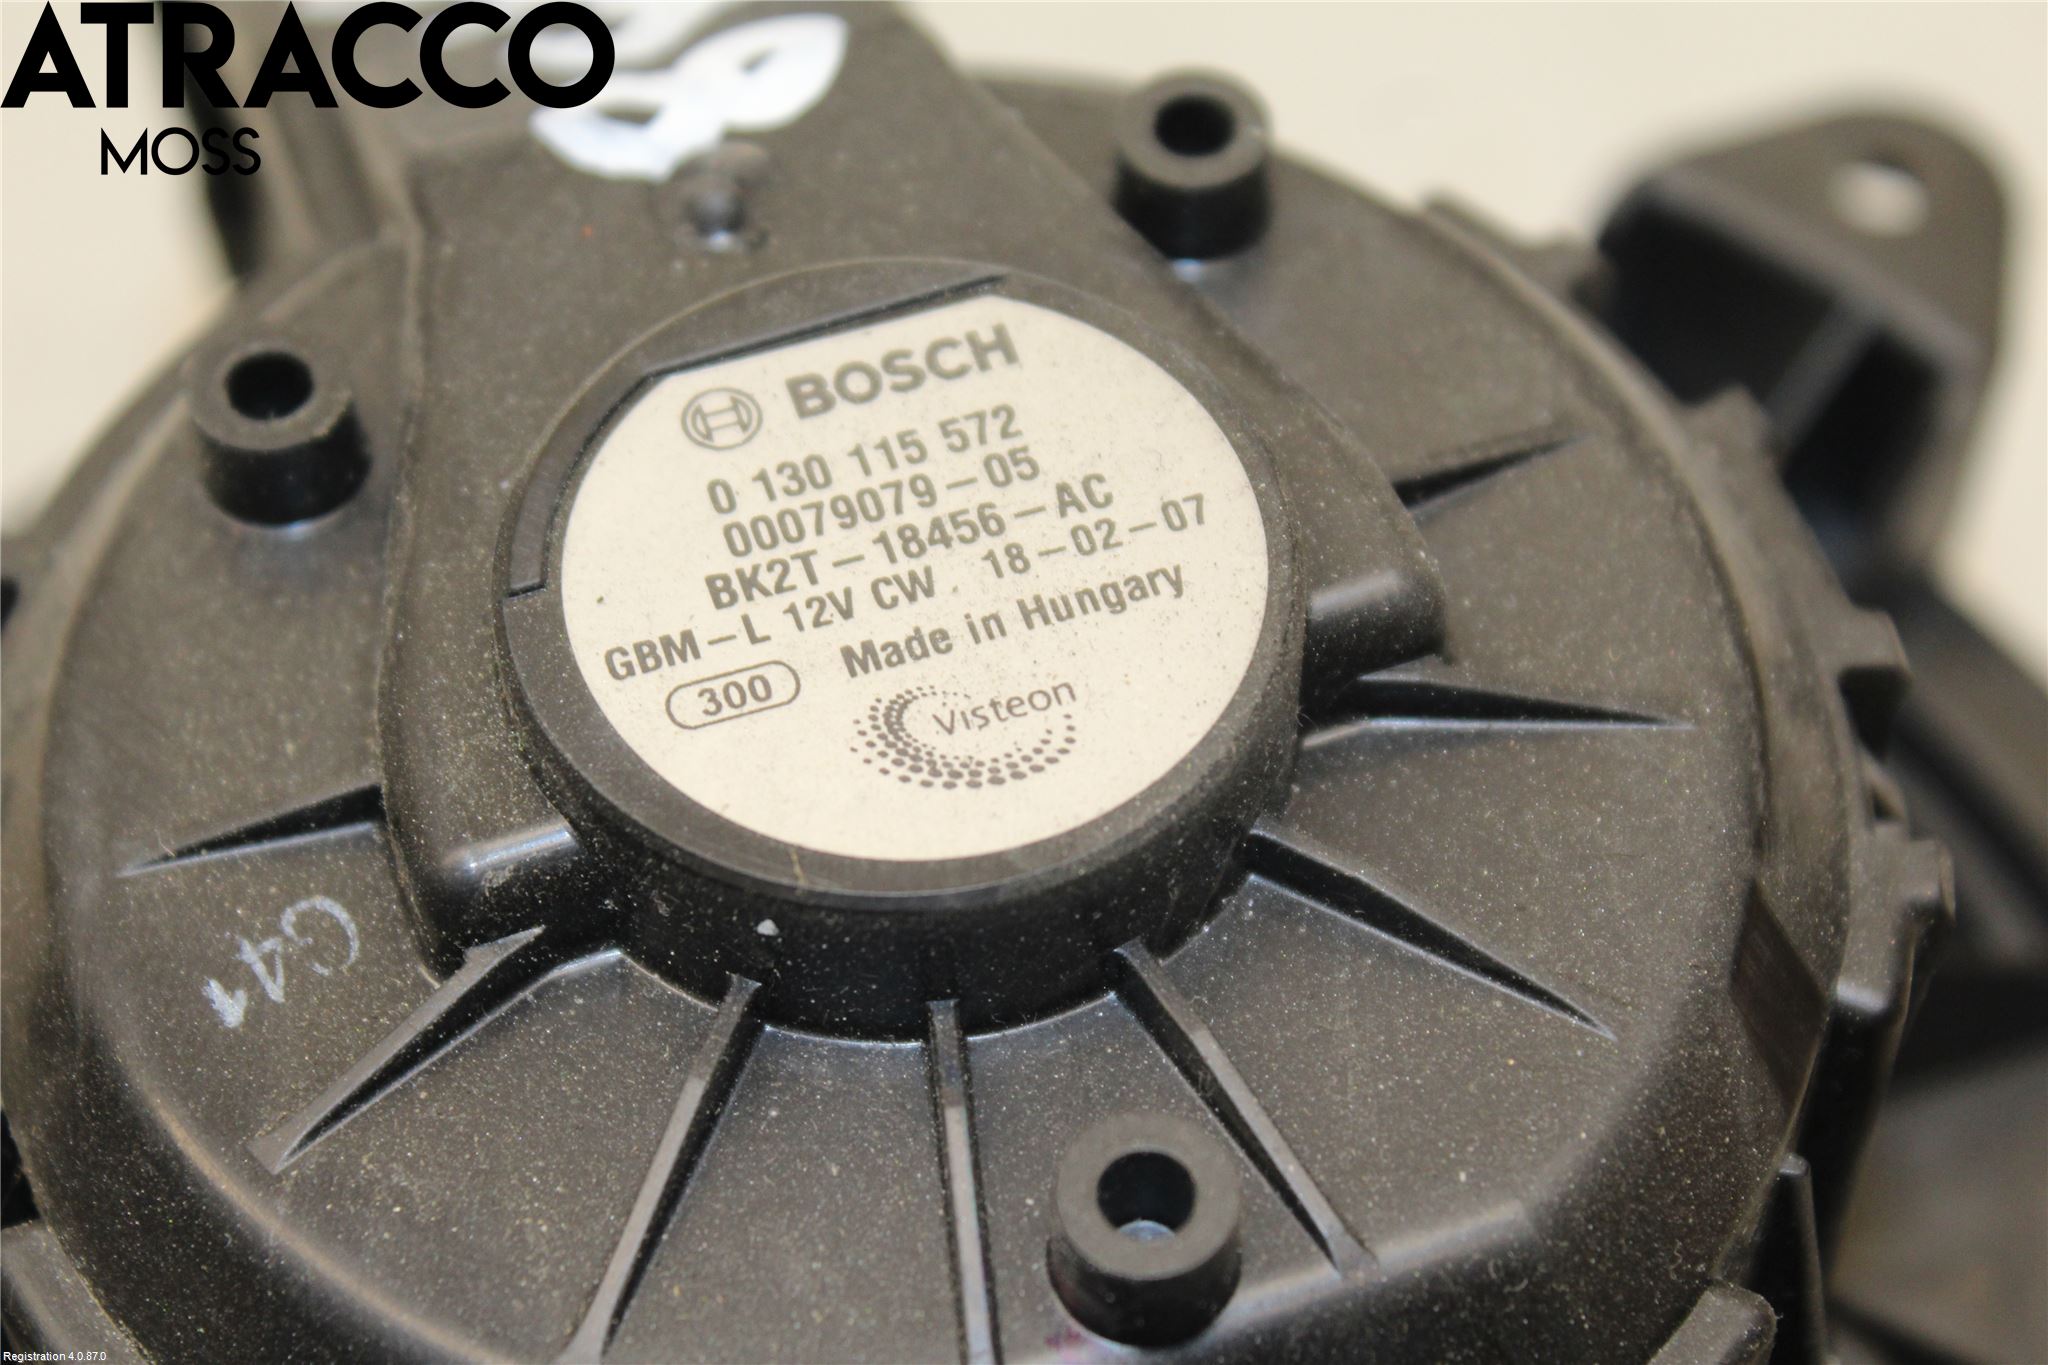 ATRACCO
MOSS
BOSCH
0 130 115 572
00079079-05
BK2T-18456-AC
GBM-L 12V CW 18-02-07
300 Made in Hungary
Visteon
G41
Registration 4.0.87.0